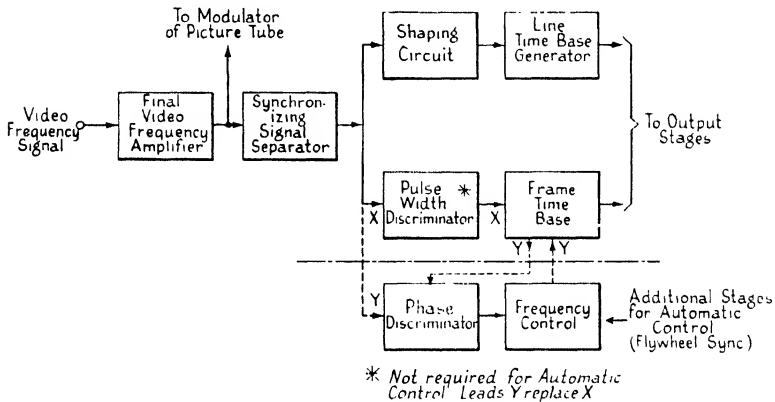 To Modulator
of Picture Tube
Shaping
Circuit
Line
Time Base
Generator
Video
Frequency
Signal
Final
Video
Frequency
Amplifier
Synchron-
izing
Signal
Separator
To Output
Stages
Pulse *
Width
Discriminator
X
X
Frame
Time
Base
Y
Y
Y
Phase
Discriminator
Frequency
Control
Additional Stages
for Automatic
Control
(Flywheel Sync)
* Not required for Automatic
Control Leads Y replace X